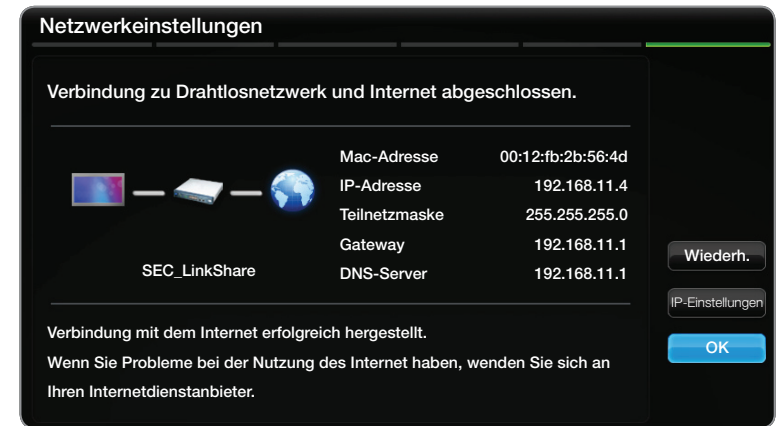 Netzwerkeinstellungen
Verbindung zu Drahtlosnetzwerk und Internet abgeschlossen.
Mac-Adresse 00:12:fb:2b:56:4d
IP-Adresse 192.168.11.4
Teilnetzmaske 255.255.255.0
Gateway 192.168.11.1
DNS-Server 192.168.11.1
SEC_LinkShare
Verbindung mit dem Internet erfolgreich hergestellt.
Wenn Sie Probleme bei der Nutzung des Internet haben, wenden Sie sich an
Ihren Internetdienstanbieter.
Wiederh.
IP-Einstellungen
OK